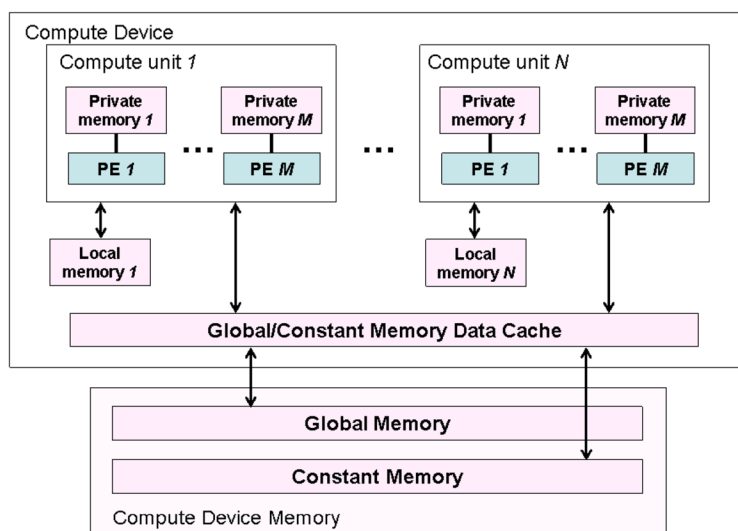 Compute Device
Compute unit 1
Compute unit N
Private
memory 1
Private
memory M
Private
memory 1
Private
memory M
PE 1
...
PE M
...
PE 1
...
PE M
Local
memory 1
Local
memory N
Global/Constant Memory Data Cache
Global Memory
Constant Memory
Compute Device Memory